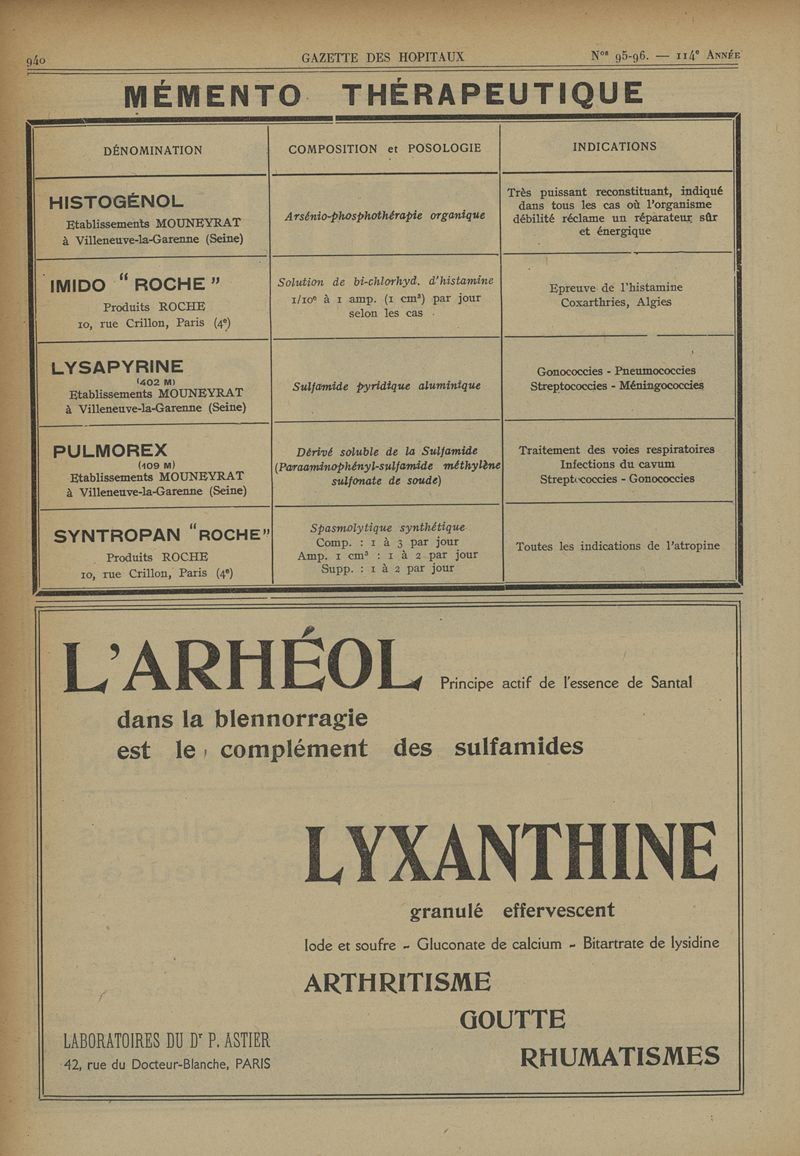 940
GAZETTE DES HOPITAUX
Nos 95-96. — 114e ANNÉE
MÉMENTO THÉRAPEUTIQUE
DÉNOMINATION
COMPOSITION et POSOLOGIE
INDICATIONS
HISTOGÉNOL
Etablissements MOUNEYRAT
à Villeneuve-la-Garenne (Seine)
Arsénio-phosphothérapie organique
Très puissant reconstituant, indiqué
dans tous les cas où l'organisme
débilité réclame un réparateur sûr
et énergique
IMIDO " ROCHE "
Produits ROCHE
10, rue Crillon, Paris (4e)
Solution de bi-chlorhyd. d'histamine
1/10e à 1 amp. (1 cm³) par jour
selon les cas
Epreuve de l'histamine
Coxarthries, Algies
LYSAPYRINE
(402 M)
Etablissements MOUNEYRAT
à Villeneuve-la-Garenne (Seine)
Sulfamide pyridique aluminique
Gonococcies - Pneumococcies
Streptococcies - Méningococcies
PULMOREX
(109 M)
Etablissements MOUNEYRAT
à Villeneuve-la-Garenne (Seine)
Dérivé soluble de la Sulfamide
(Paraaminophényl-sulfamide méthylène
sulfonate de soude)
Traitement des voies respiratoires
Infections du cavum
Streptococcies - Gonococcies
SYNTROPAN "ROCHE"
Produits ROCHE
10, rue Crillon, Paris (4e)
Spasmolytique synthétique
Comp. : 1 à 3 par jour
Amp. 1 cm³ : 1 à 2 par jour
Supp. : 1 à 2 par jour
Toutes les indications de l'atropine
L'ARHÉOL Principe actif de l'essence de Santal
dans la blennorragie
est le complément des sulfamides
LYXANTHINE
granulé effervescent
Iode et soufre - Gluconate de calcium - Bitartrate de lysidine
ARTHRITISME
GOUTTE
RHUMATISMES
LABORATOIRES DU Dr P. ASTIER
42, rue du Docteur-Blanche, PARIS